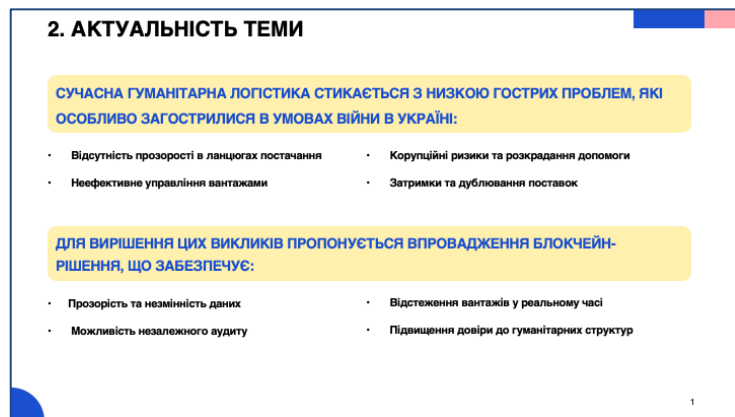 2. АКТУАЛЬНІСТЬ ТЕМИ
СУЧАСНА ГУМАНІТАРНА ЛОГІСТИКА СТИКАЄТЬСЯ З НИЗКОЮ ГОСТРИХ ПРОБЛЕМ, ЯКІ
ОСОБЛИВО ЗАГОСТРИЛИСЯ В УМОВАХ ВІЙНИ В УКРАЇНІ:
• Відсутність прозорості в ланцюгах постачання
• Неефективне управління вантажами
• Корупційні ризики та розкрадання допомоги
• Затримки та дублювання поставок
ДЛЯ ВИРІШЕННЯ ЦИХ ВИКЛИКІВ ПРОПОНУЄТЬСЯ ВПРОВАДЖЕННЯ БЛОКЧЕЙН-
РІШЕННЯ, ЩО ЗАБЕЗПЕЧУЄ:
• Прозорість та незмінність даних
• Можливість незалежного аудиту
• Відстеження вантажів у реальному часі
• Підвищення довіри до гуманітарних структур
1